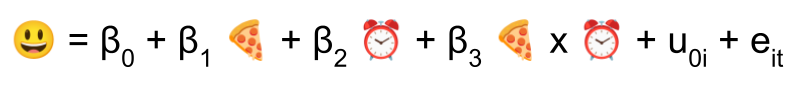 😃 = β₀ + β₁ 🍕 + β₂ ⏰ + β₃ 🍕 x ⏰ + u₀ᵢ + eᵢₜ